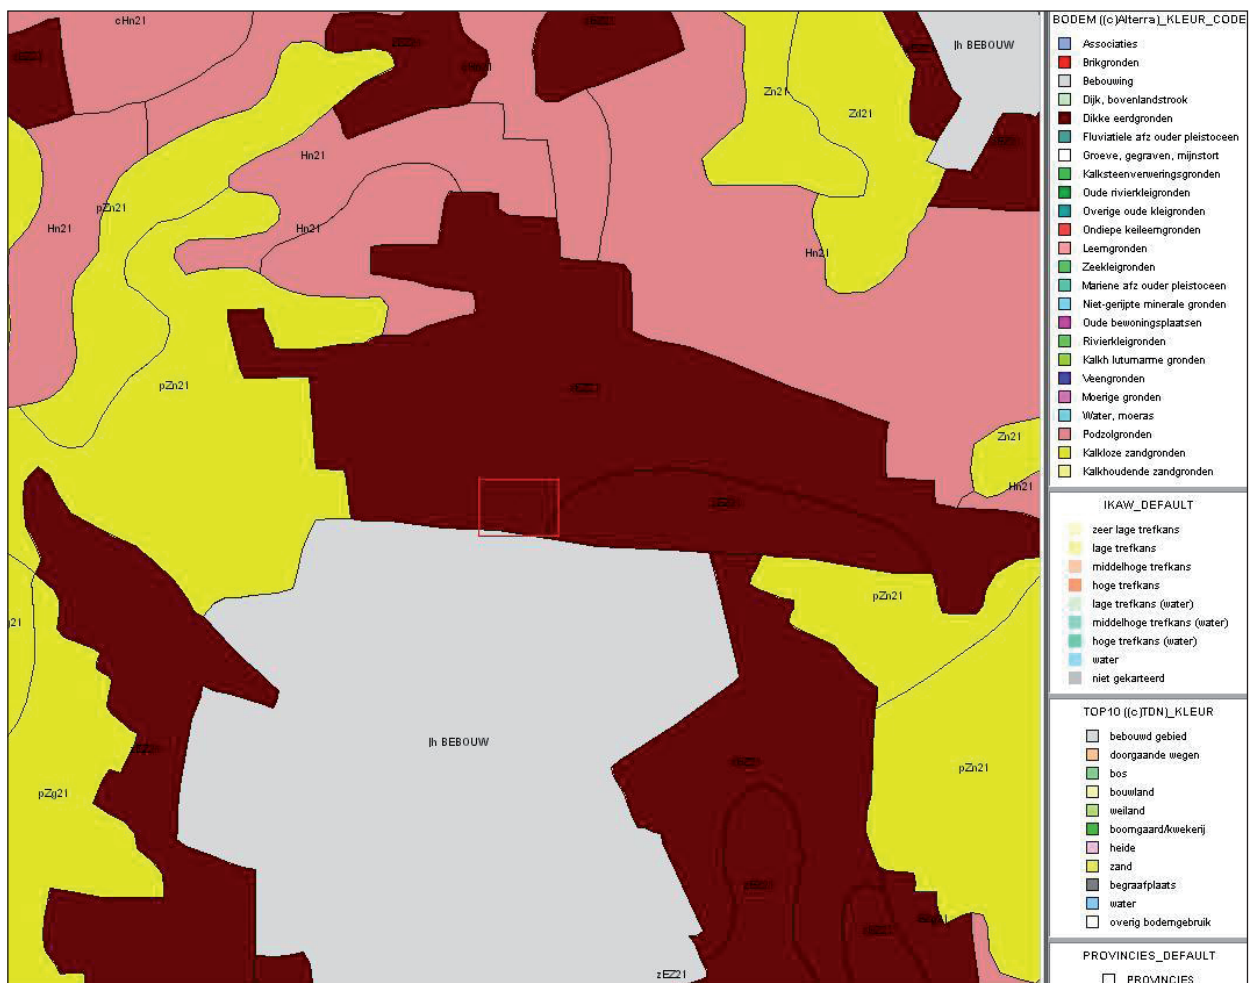 cHn21
Hn21
pZn21
Hn21
Hn21
Zn21
Zd21
|h BEBOUW
Hn21
pZn21
Zn21
Hn21
pZn21
pZn21
|h BEBOUW
pZg21
zEZ21
BODEM ((c)Alterra)_KLEUR_CODE
Associaties
Brikgronden
Bebouwing
Dijk, bovenlandstrook
Dikke eerdgronden
Fluviatiele afz ouder pleistoceen
Groeve, gegraven, mijnstort
Kalksteenverweringsgronden
Oude rivierkleigronden
Overige oude kleigronden
Ondiepe keileemgronden
Leemgronden
Zeekleigronden
Mariene afz ouder pleistoceen
Niet-gerijpte minerale gronden
Oude bewoningsplaatsen
Rivierkleigronden
Kalkh lutumarme gronden
Veengronden
Moerige gronden
Water, moeras
Podzolgronden
Kalkloze zandgronden
Kalkhoudende zandgronden
IKAW_DEFAULT
zeer lage trefkans
lage trefkans
middelhoge trefkans
hoge trefkans
lage trefkans (water)
middelhoge trefkans (water)
hoge trefkans (water)
water
niet gekarteerd
TOP10 ((c)TDN)_KLEUR
bebouwd gebied
doorgaande wegen
bos
bouwland
weiland
boomgaard/kwekerij
heide
zand
begraafplaats
water
overig bodemgebruik
PROVINCIES_DEFAULT
PROVINCIES